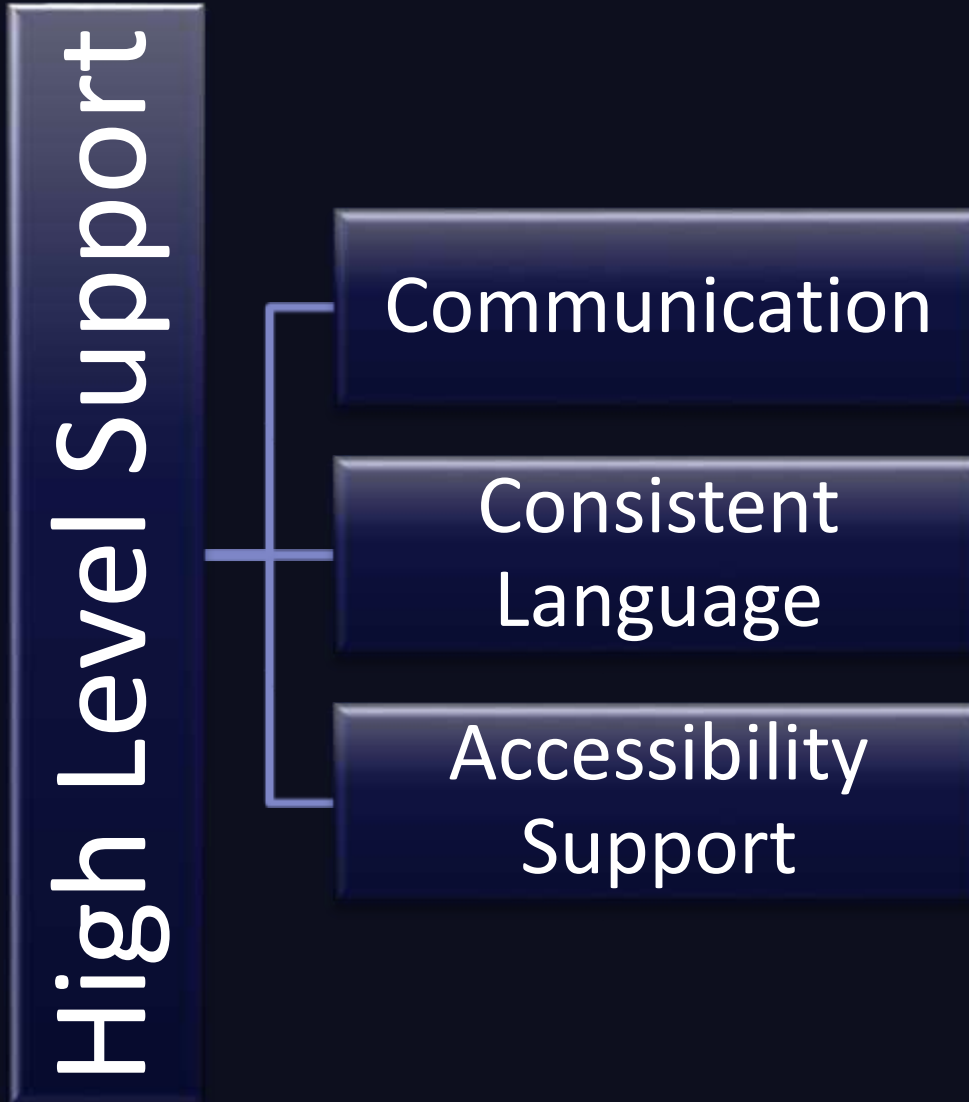 High Level Support
Communication
Consistent
Language
Accessibility
Support